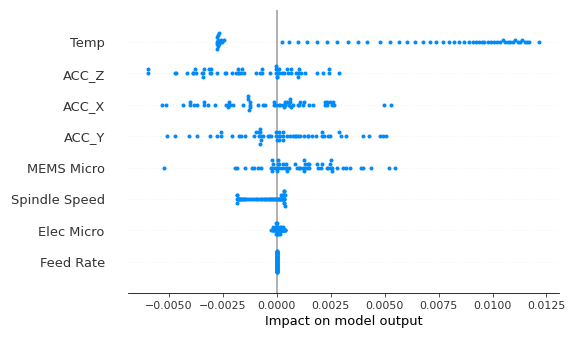 Temp
ACC_Z
ACC_X
ACC_Y
MEMS Micro
Spindle Speed
Elec Micro
Feed Rate
−0.0050 −0.0025 0.0000 0.0025 0.0050 0.0075 0.0100 0.0125
Impact on model output